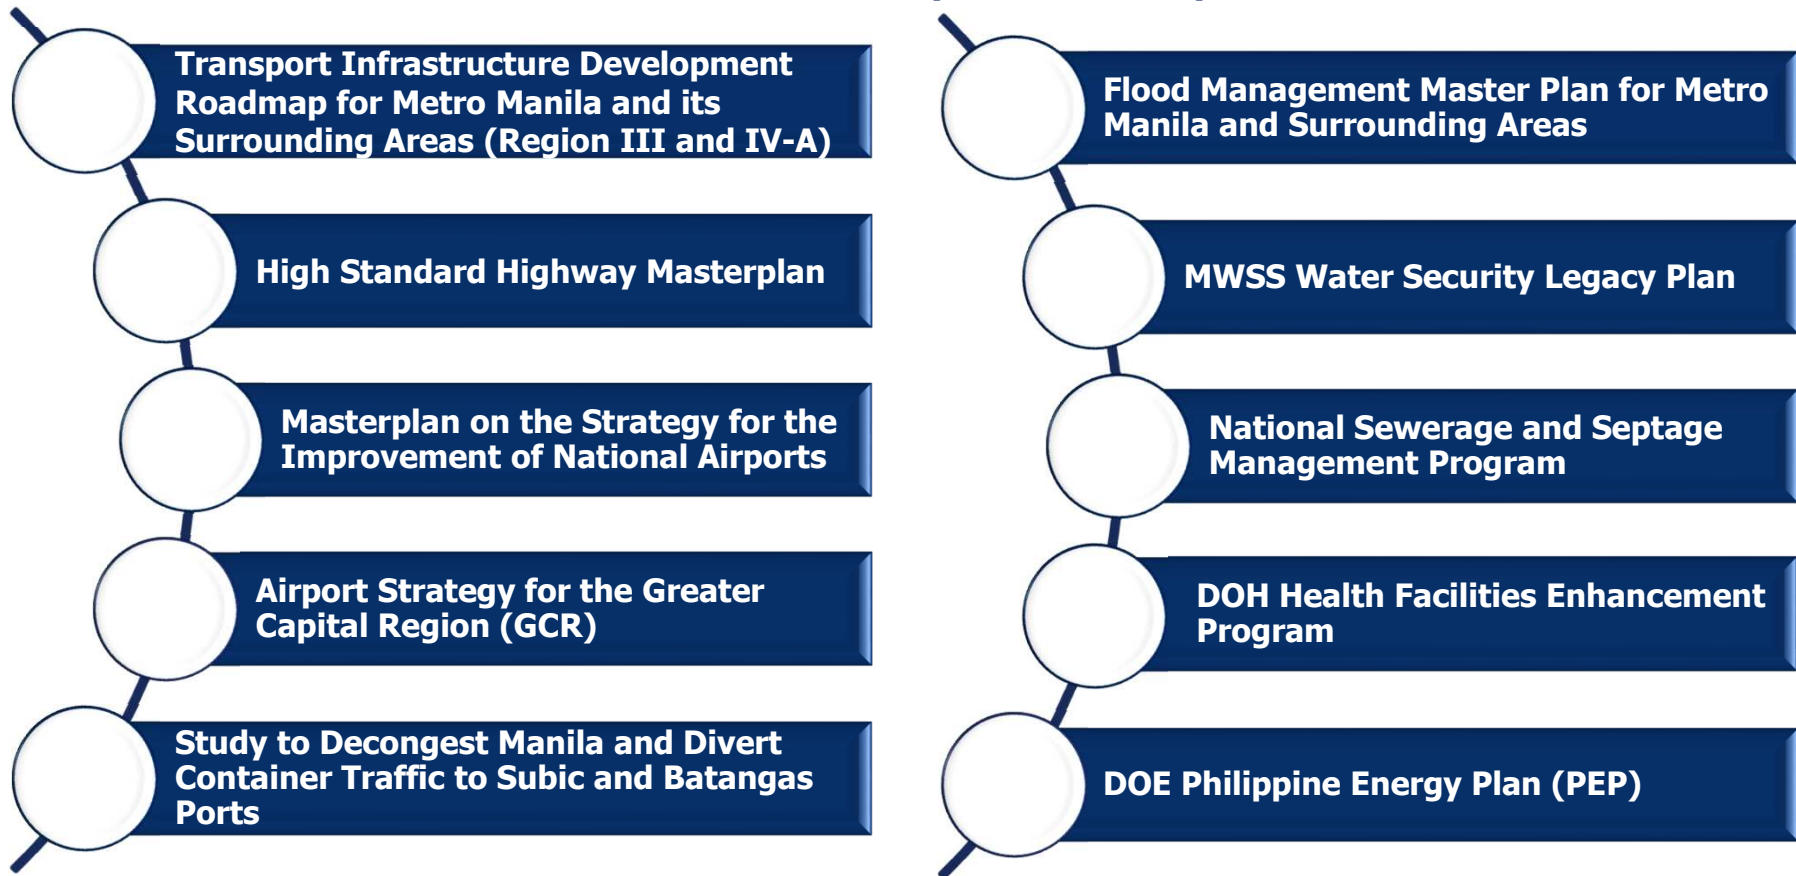 Transport Infrastructure Development
Roadmap for Metro Manila and its
Surrounding Areas (Region III and IV-A)
High Standard Highway Masterplan
Masterplan on the Strategy for the
Improvement of National Airports
Airport Strategy for the Greater
Capital Region (GCR)
Study to Decongest Manila and Divert
Container Traffic to Subic and Batangas
Ports
Flood Management Master Plan for Metro
Manila and Surrounding Areas
MWSS Water Security Legacy Plan
National Sewerage and Septage
Management Program
DOH Health Facilities Enhancement
Program
DOE Philippine Energy Plan (PEP)